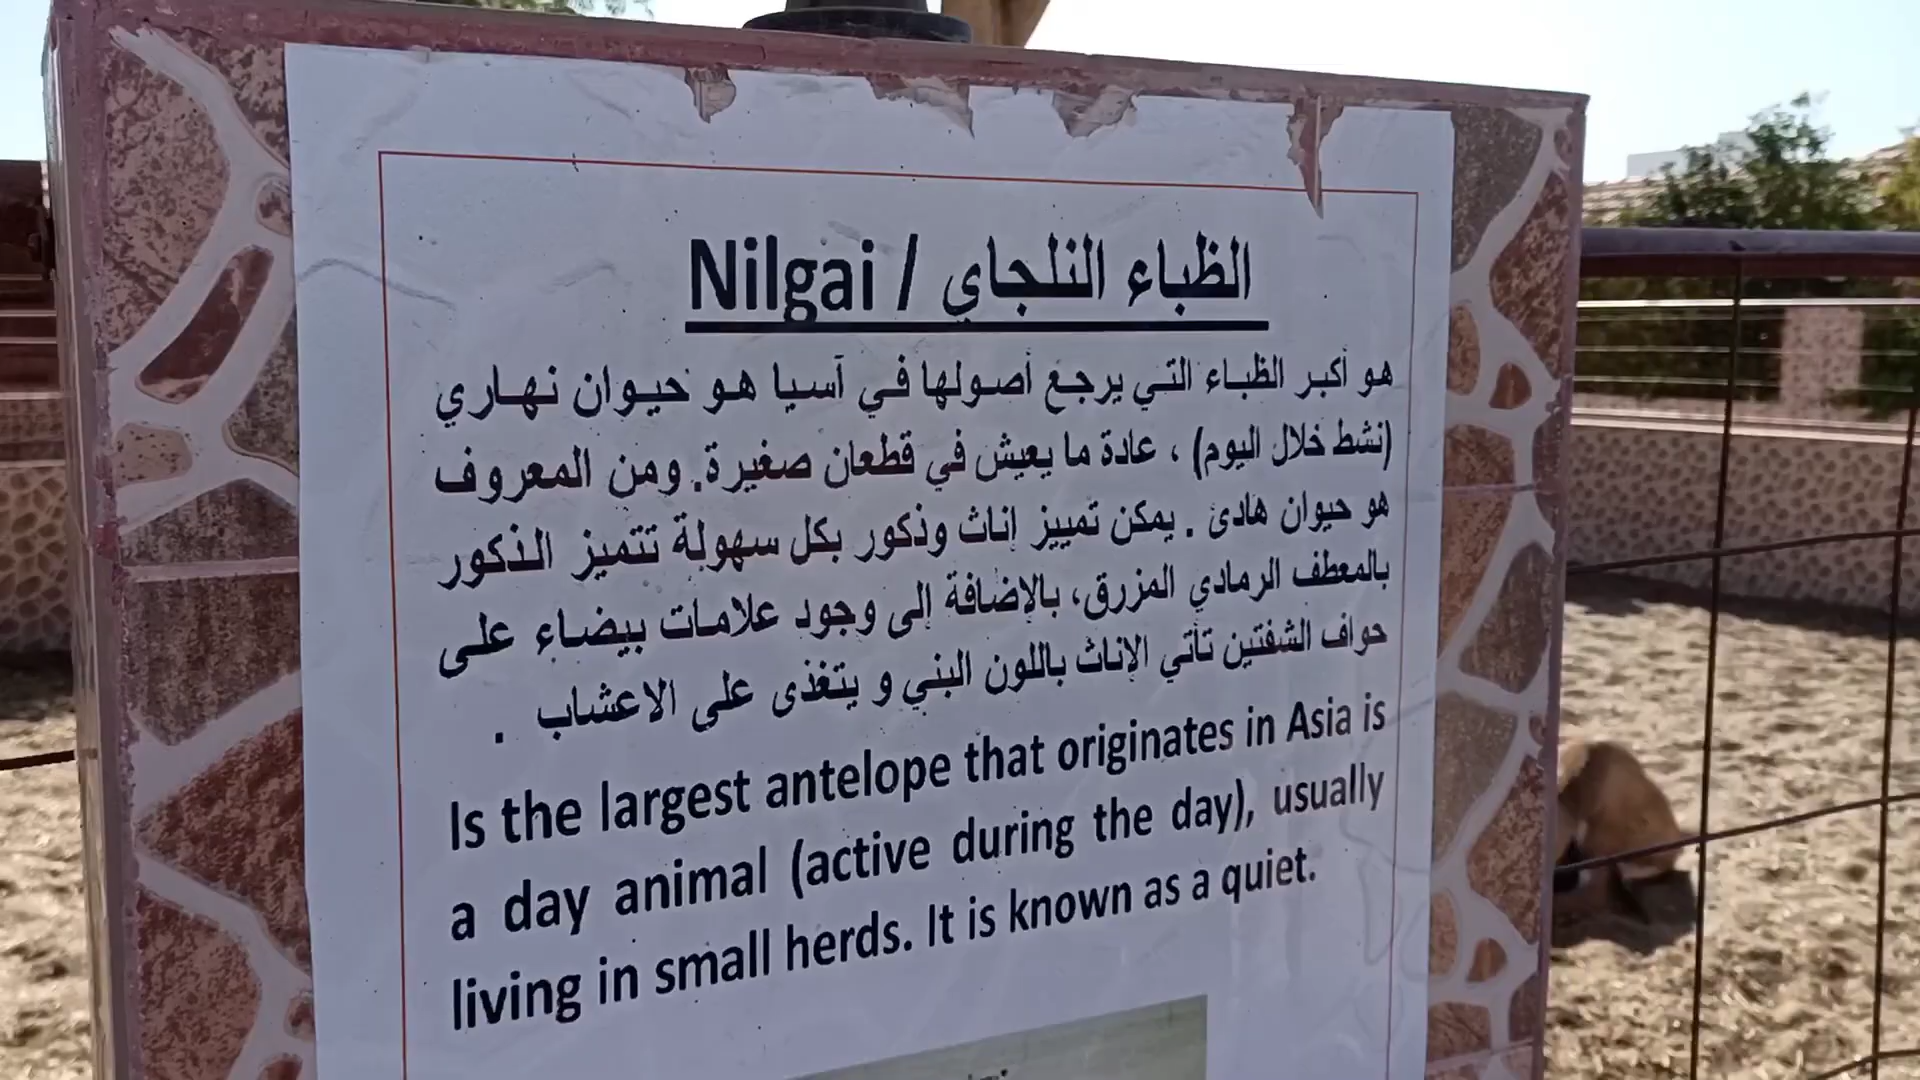 Nilgai / الظباء النلجاي
هو أكبر الظباء التي يرجع أصولها في آسيا هو حيوان نهاري
(نشط خلال اليوم) ، عادة ما يعيش في قطعان صغيرة. ومن المعروف
هو حيوان هادئ . يمكن تمييز إناث وذكور بكل سهولة تتميز الذكور
بالمعطف الرمادي المزرق، بالإضافة إلى وجود علامات بيضاء على
حواف الشفتين تأتي الإناث باللون البني و يتغذى على الاعشاب .
Is the largest antelope that originates in Asia is
a day animal (active during the day), usually
living in small herds. It is known as a quiet.